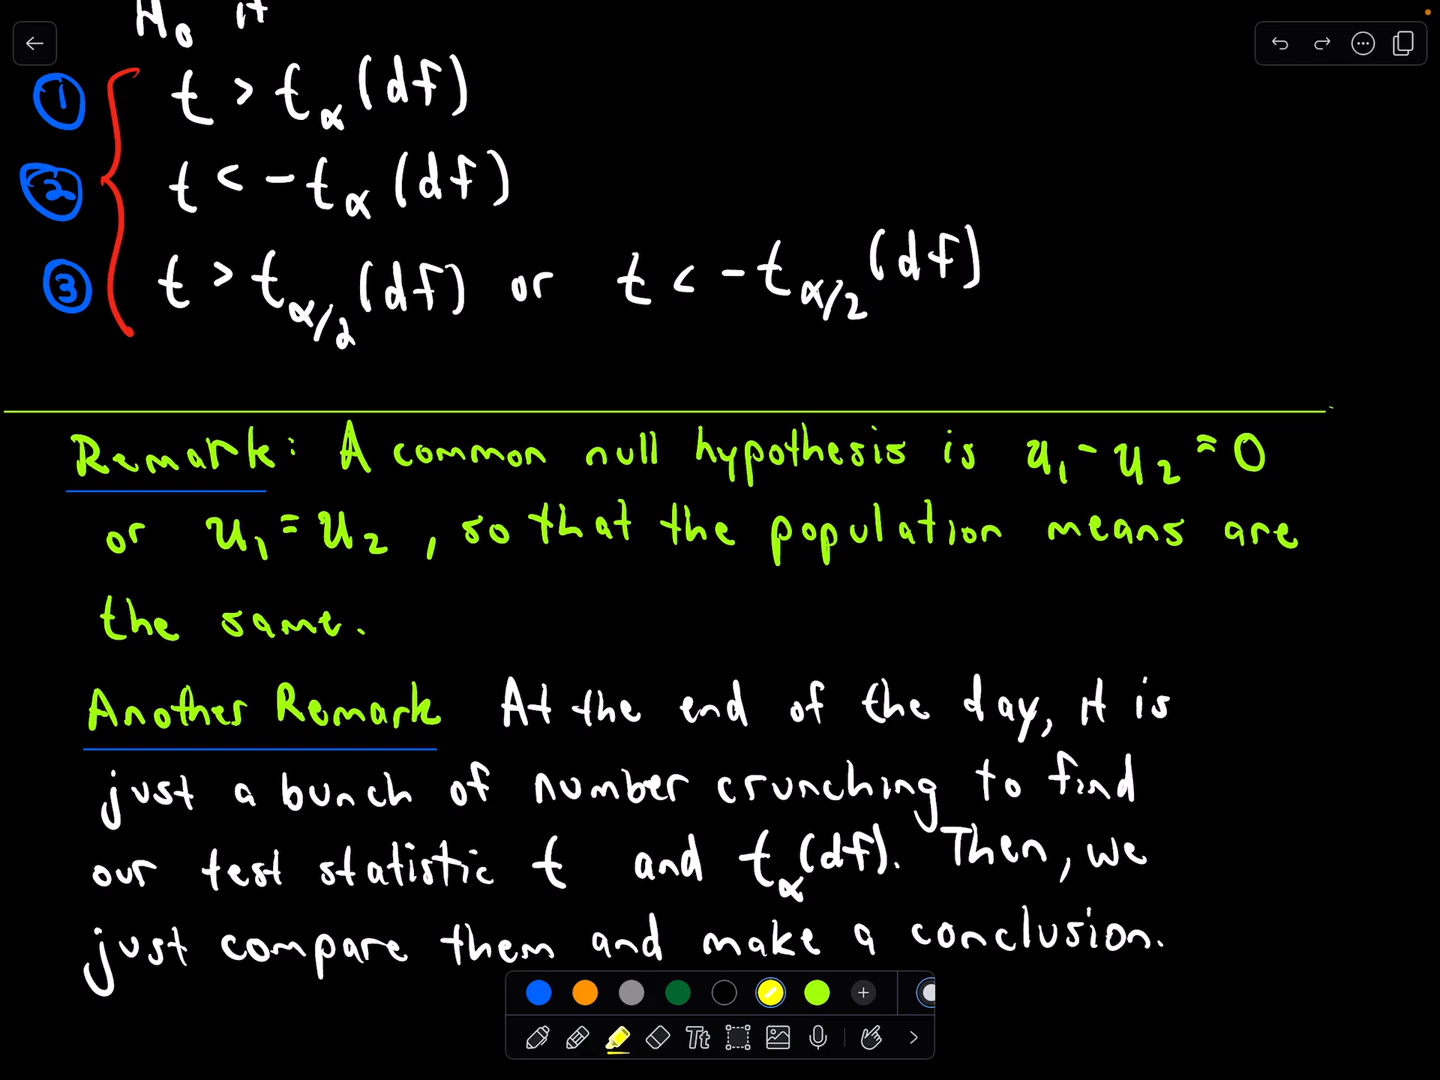 H₀ if
① t > t_α (df)
② t < -t_α (df)
③ t > t_α/2 (df) or t < -t_α/2 (df)
Remark: A common null hypothesis is u₁ - u₂ = 0
or u₁ = u₂, so that the population means are
the same.
Another Remark At the end of the day, it is
just a bunch of number crunching to find
our test statistic t and t_α(df). Then, we
just compare them and make a conclusion.
Tt